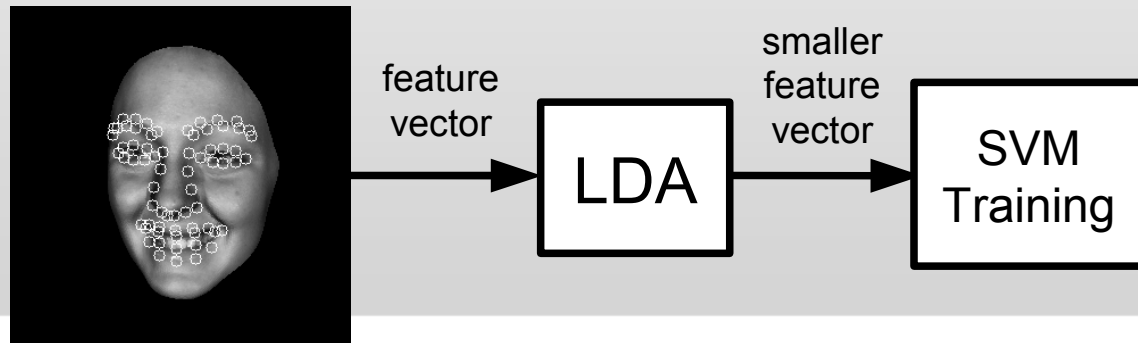 feature
vector
LDA
smaller
feature
vector
SVM
Training